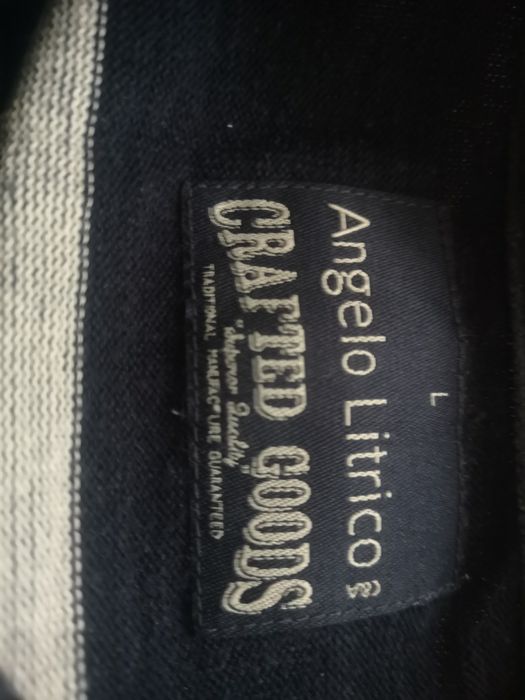 L
Angelo Litrico
CRAFTED GOODS
"Superior Quality"
TRADITIONAL MANUFACTURE GUARANTEED